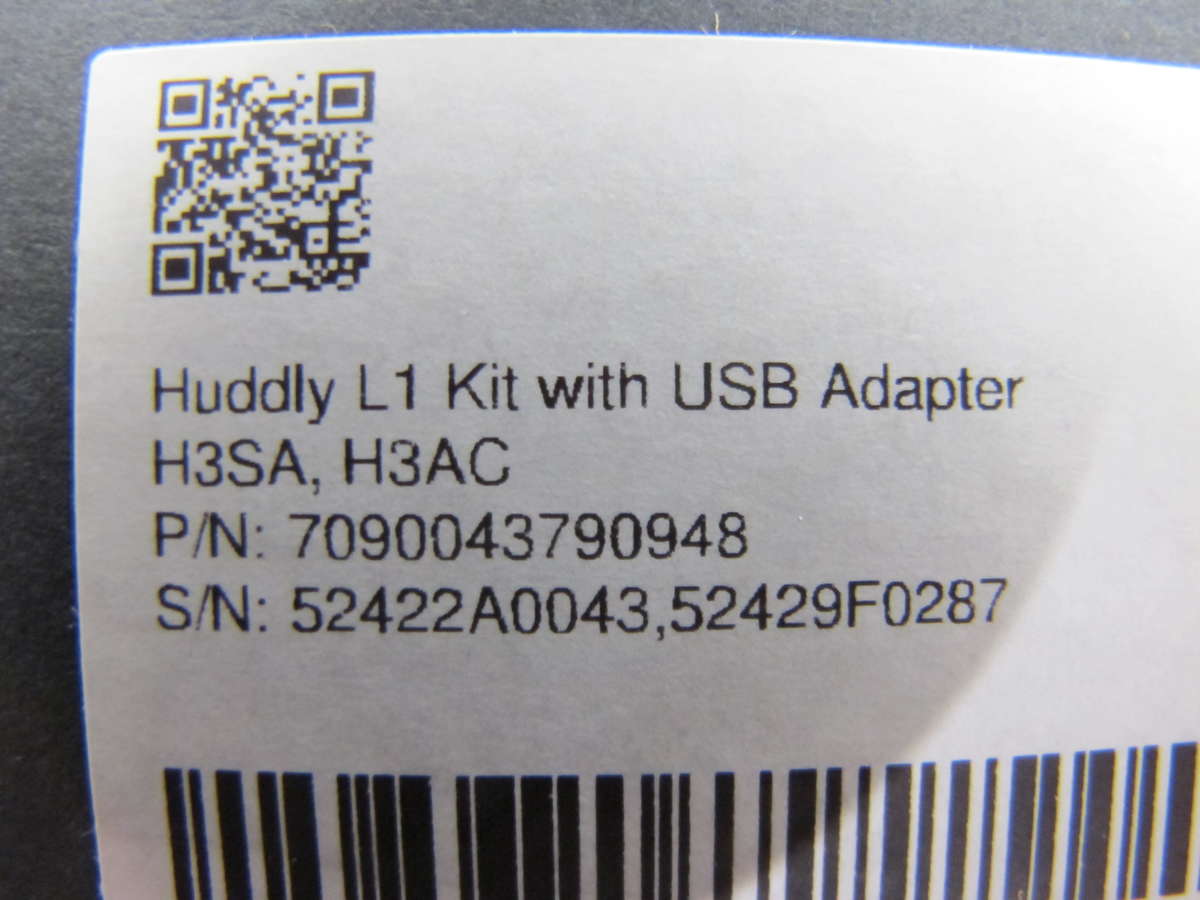 Huddly L1 Kit with USB Adapter
H3SA, H3AC
P/N: 7090043790948
S/N: 52422A0043,52429F0287